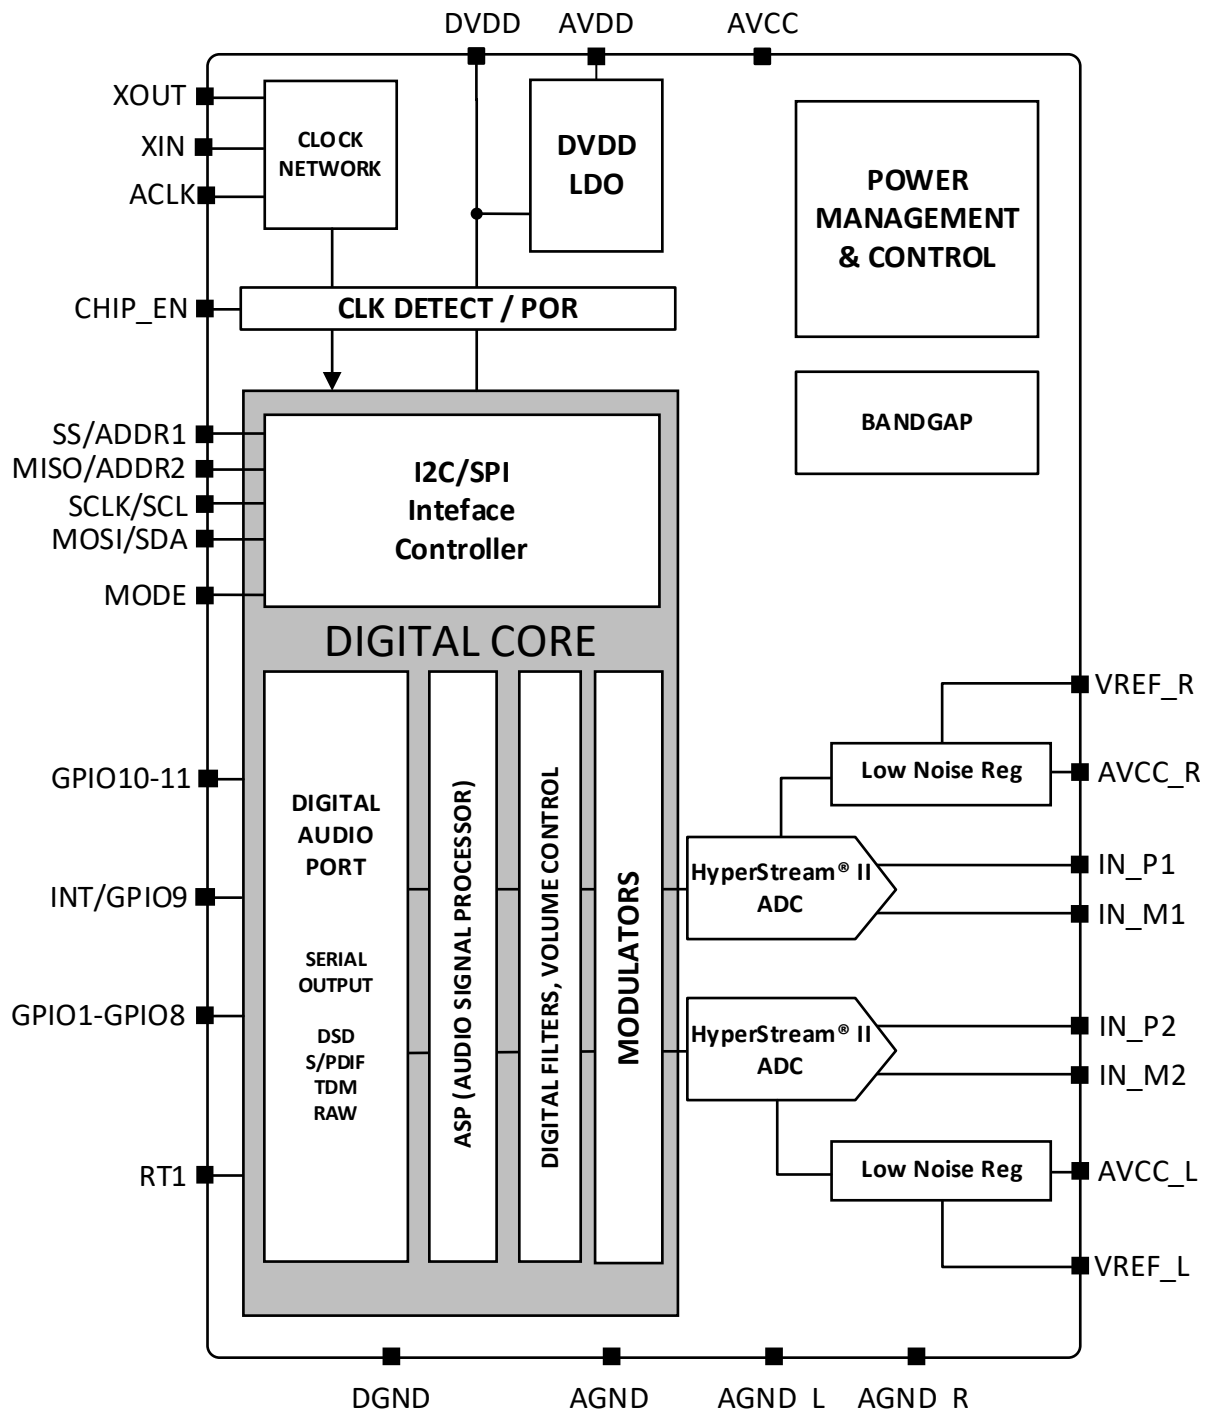 DVDD
AVDD
AVCC
XOUT
XIN
ACLK
CLOCK
NETWORK
DVDD
LDO
POWER
MANAGEMENT
& CONTROL
CHIP_EN
CLK DETECT / POR
BANDGAP
SS/ADDR1
MISO/ADDR2
SCLK/SCL
MOSI/SDA
MODE
I2C/SPI
Inteface
Controller
DIGITAL CORE
GPIO10-11
INT/GPIO9
GPIO1-GPIO8
RT1
DIGITAL
AUDIO
PORT
SERIAL
OUTPUT
DSD
S/PDIF
TDM
RAW
ASP (AUDIO SIGNAL PROCESSOR)
DIGITAL FILTERS, VOLUME CONTROL
MODULATORS
VREF_R
Low Noise Reg
AVCC_R
HyperStream® II
ADC
IN_P1
IN_M1
HyperStream® II
ADC
IN_P2
IN_M2
Low Noise Reg
AVCC_L
VREF_L
DGND
AGND
AGND L
AGND R